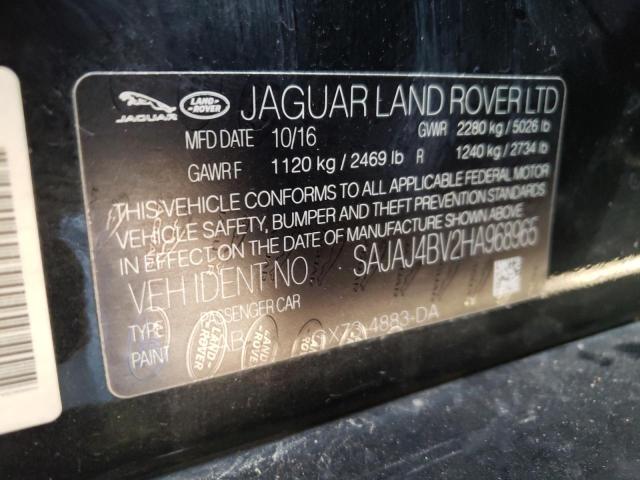 JAGUAR
LAND ROVER
JAGUAR LAND ROVER LTD
MFD DATE 10/16 GVWR 2280 kg / 5026 lb
GAWR F 1120 kg / 2469 lb R 1240 kg / 2734 lb
THIS VEHICLE CONFORMS TO ALL APPLICABLE FEDERAL MOTOR
VEHICLE SAFETY, BUMPER AND THEFT PREVENTION STANDARDS
IN EFFECT ON THE DATE OF MANUFACTURE SHOWN ABOVE
VEH IDENT NO. SAJAJ4BV2HA968965
TYPE PASSENGER CAR
PAINT 4883-DA